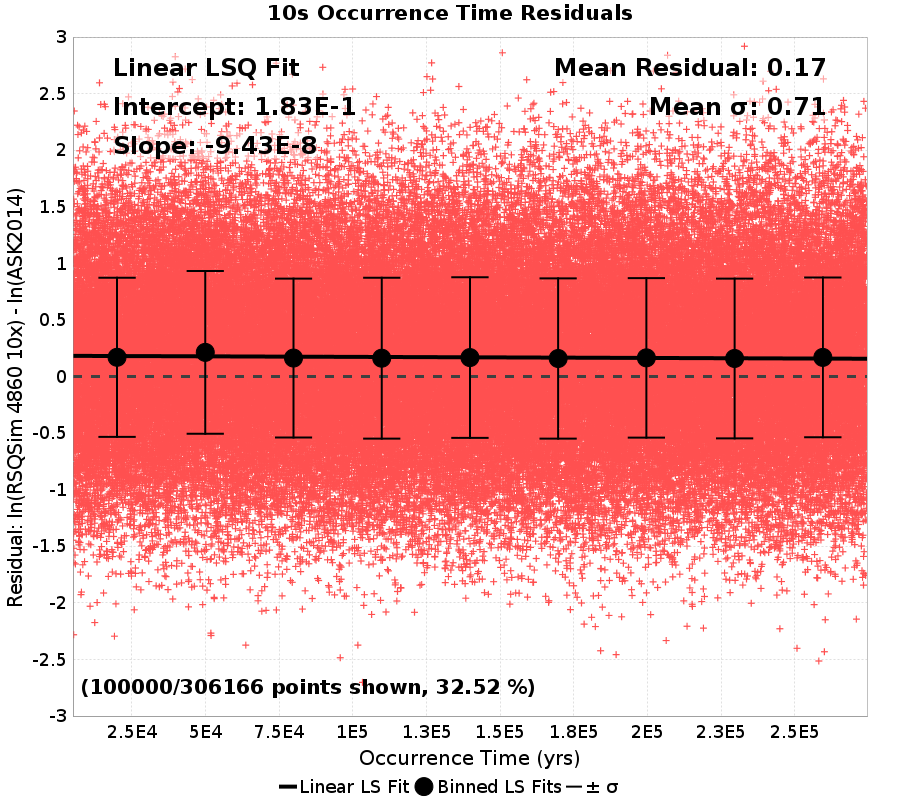 10s Occurrence Time Residuals
Linear LSQ Fit
Mean Residual: 0.17
Intercept: 1.83E-1
Mean σ: 0.71
Slope: -9.43E-8
Residual: ln(RSQSim 4860 10x) - ln(ASK2014)
3
2.5
2
1.5
1
0.5
0
-0.5
-1
-1.5
-2
-2.5
-3
(100000/306166 points shown, 32.52 %)
2.5E4 5E4 7.5E4 1E5 1.3E5 1.5E5 1.8E5 2E5 2.3E5 2.5E5
Occurrence Time (yrs)
Linear LS Fit Binned LS Fits ± σ